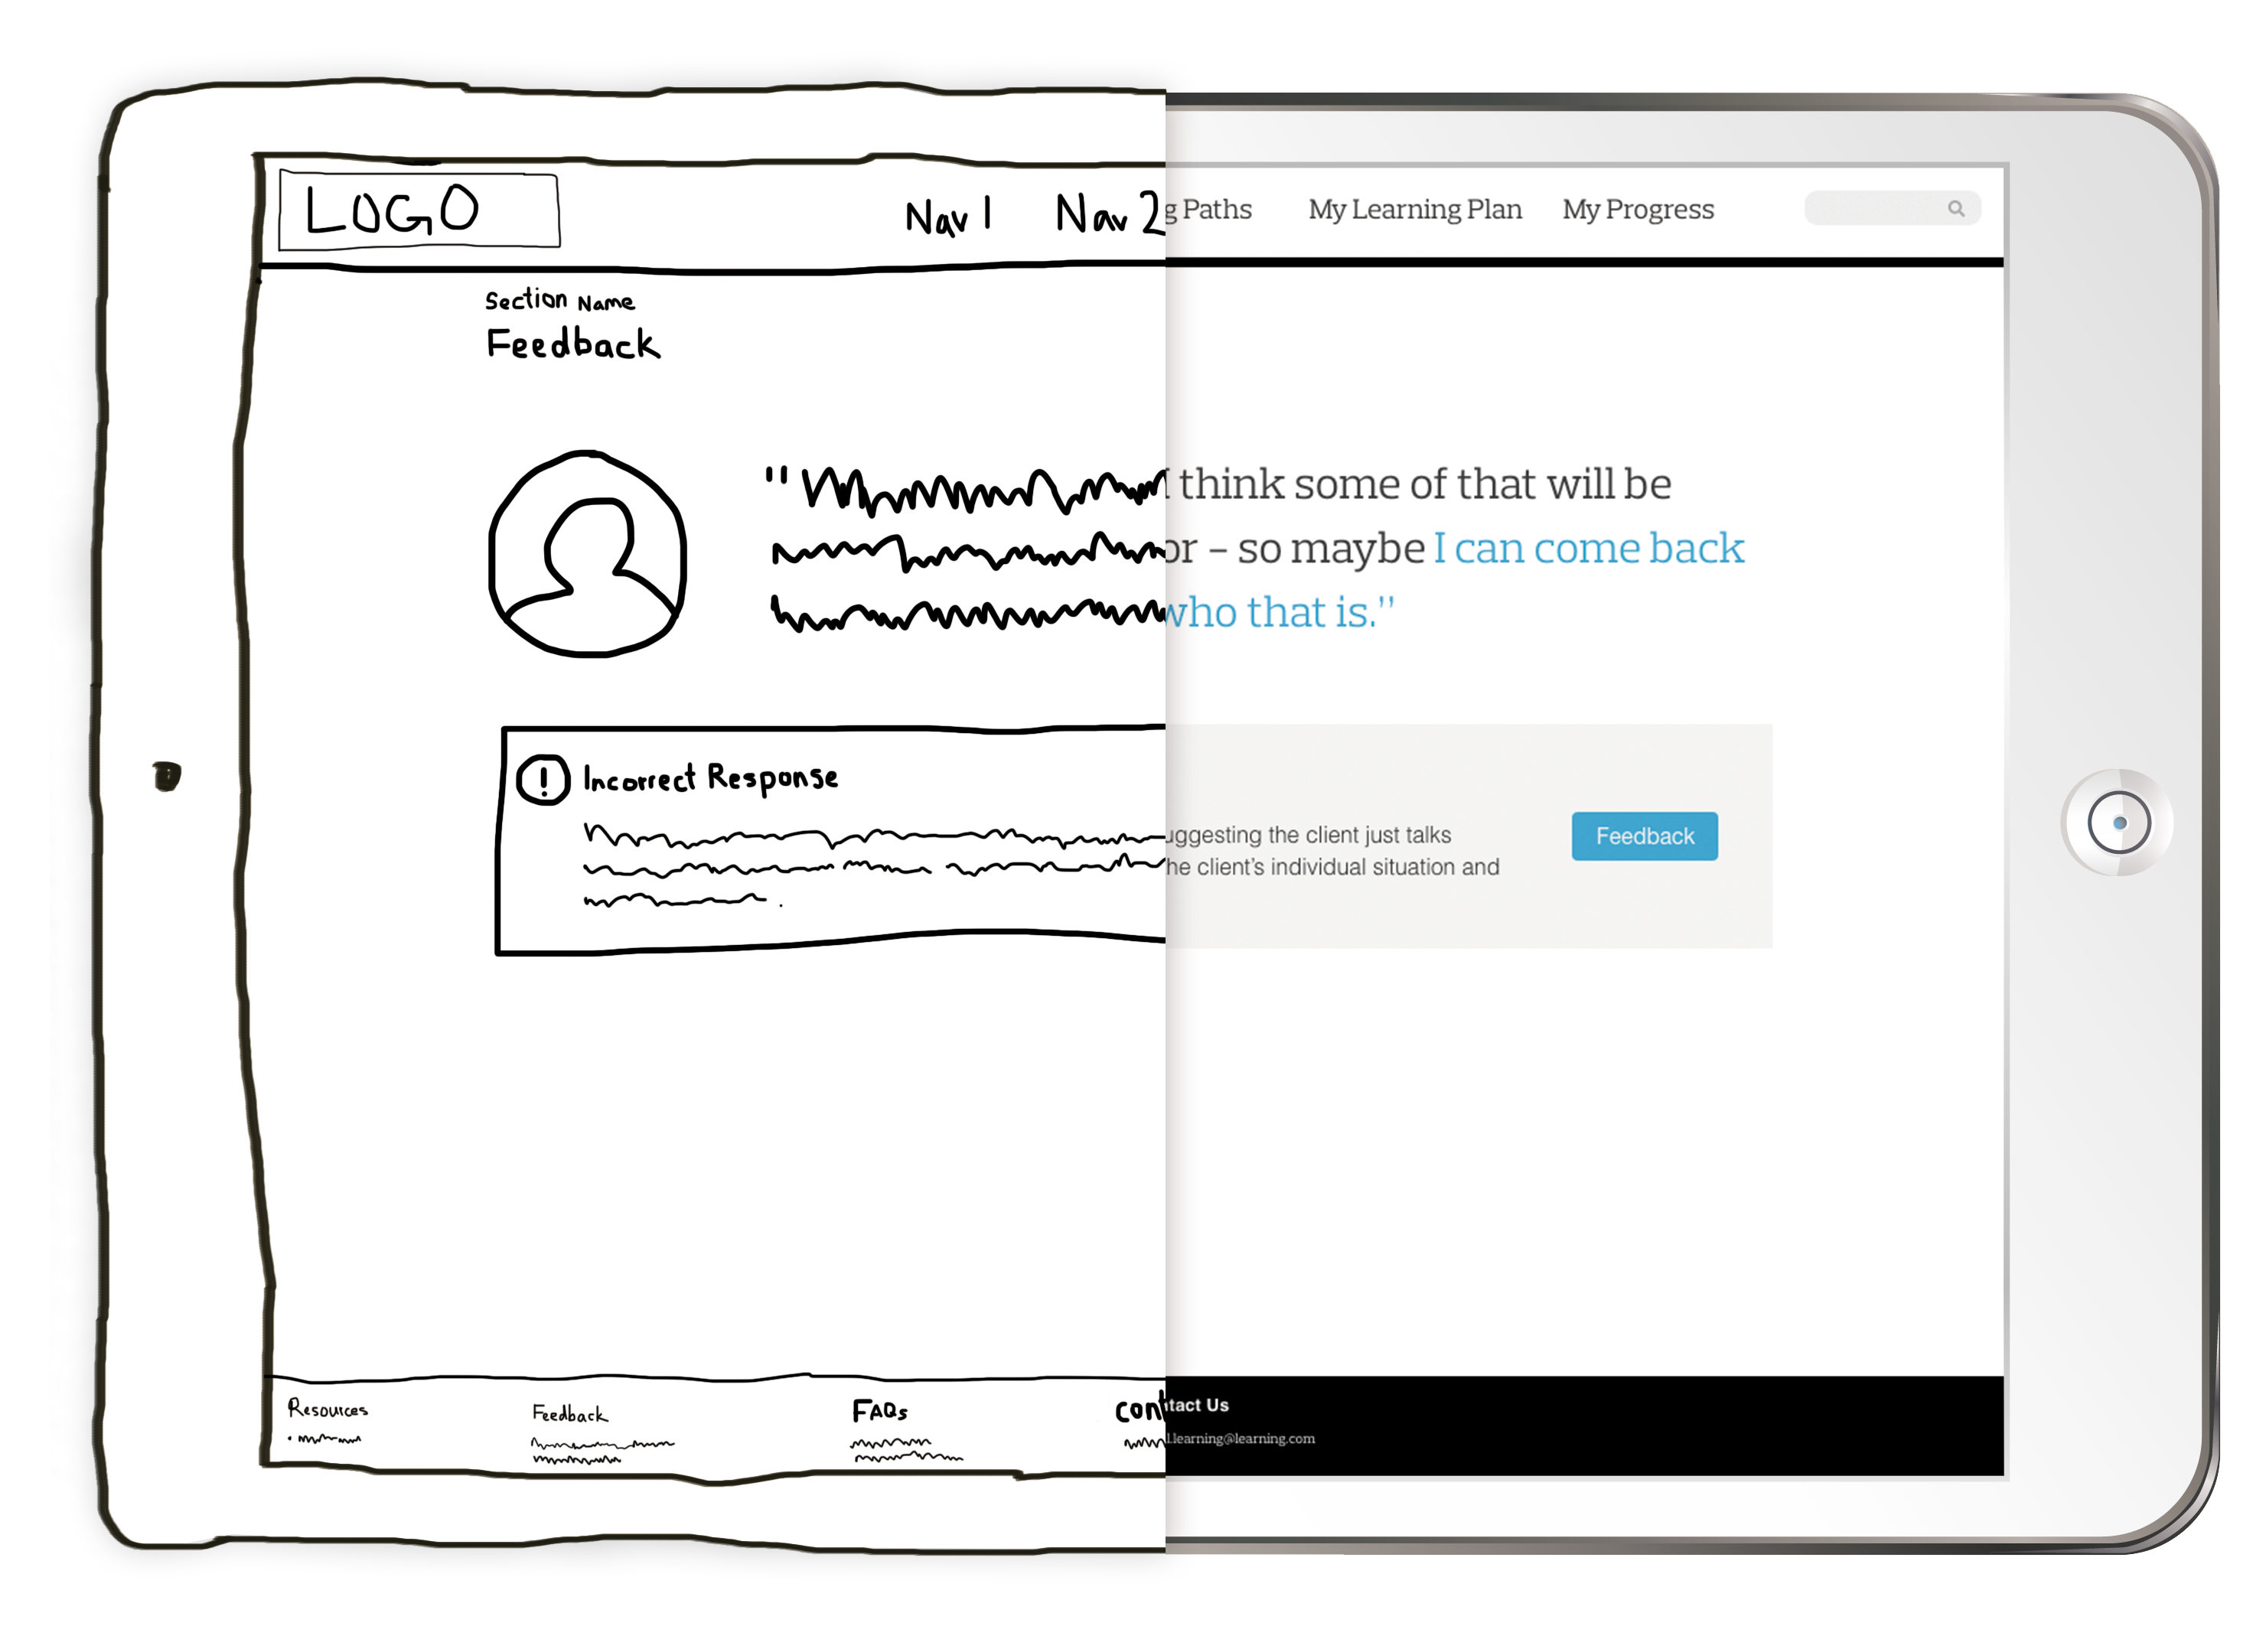 LOGO Nav 1 Nav 2 g Paths My Learning Plan My Progress
Section Name
Feedback
" I think some of that will be
or – so maybe I can come back
who that is.”
! Incorrect Response
uggesting the client just talks
he client’s individual situation and
Feedback
Resources Feedback FAQs contact Us
l.learning@learning.com